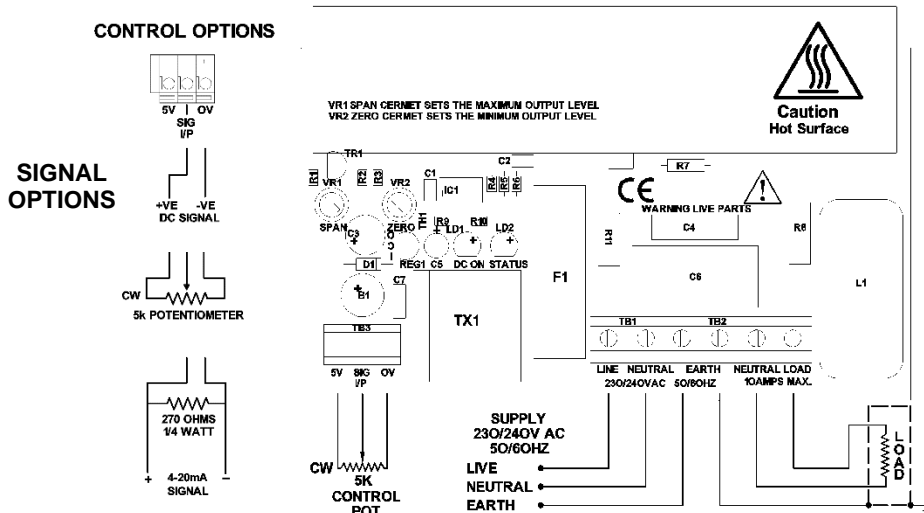 CONTROL OPTIONS
5V
OV
SIG
I/P
SIGNAL
OPTIONS
+VE
-VE
DC SIGNAL
CW
5k POTENTIOMETER
270 OHMS
1/4 WATT
+
4-20mA
−
SIGNAL
VR1 SPAN CERMET SETS THE MAXIMUM OUTPUT LEVEL
VR2 ZERO CERMET SETS THE MINIMUM OUTPUT LEVEL
Caution
Hot Surface
TR1
R1
VR1
R2
R3
VR2
C1
IC1
C2
R4
R5
R6
R7
CE
WARNING LIVE PARTS
SPAN
C3
ZERO
TH1
R9
R10
LD1
LD2
D1
REG1
C5
DC ON
STATUS
B1
C7
TB3
TX1
F1
R11
C4
C6
R8
L1
5V
SIG
I/P
OV
TB1
TB2
LINE
NEUTRAL
EARTH
NEUTRAL
LOAD
230/240VAC
50/60HZ
10AMPS MAX.
CW
5K
CONTROL
POT
SUPPLY
230/240V AC
50/60HZ
LIVE
NEUTRAL
EARTH
LOAD